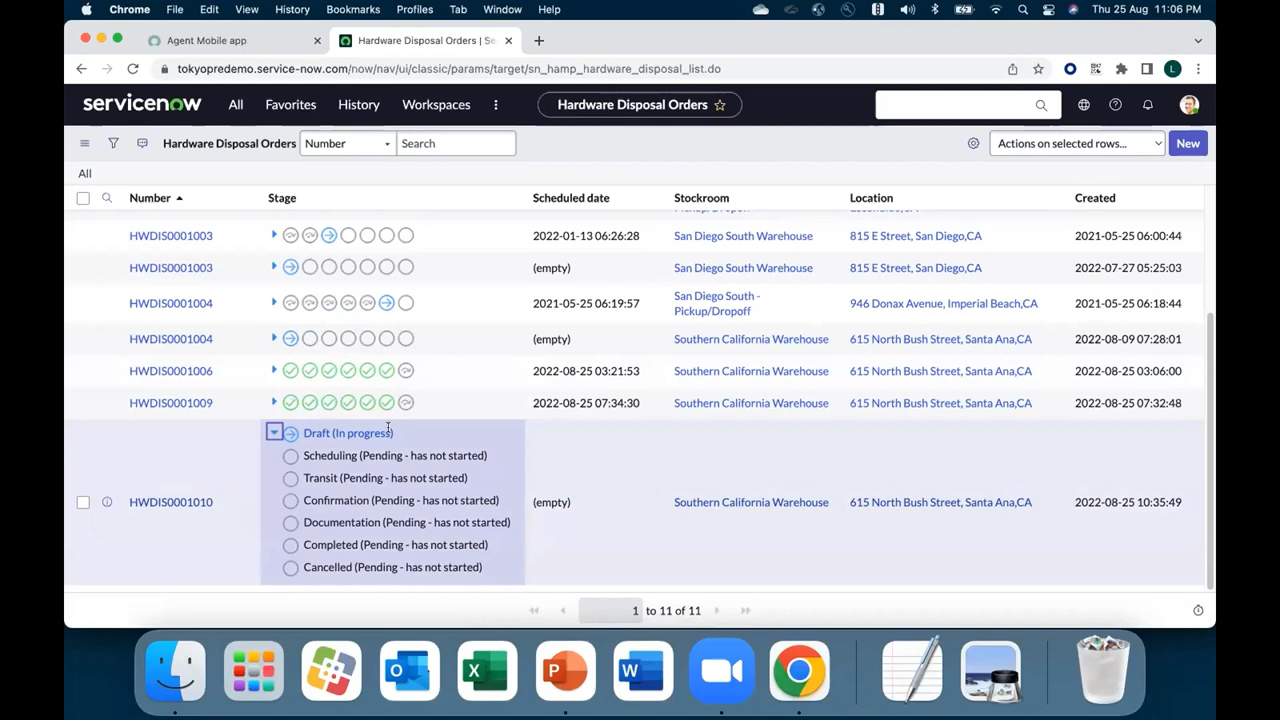 Chrome File Edit View History Bookmarks Profiles Tab Window Help Thu 25 Aug 11:06 PM
Agent Mobile app
Hardware Disposal Orders | Se
tokyopredemo.service-now.com/now/nav/ui/classic/params/target/sn_hamp_hardware_disposal_list.do L
servicenow All Favorites History Workspaces Hardware Disposal Orders
Hardware Disposal Orders Number Search Actions on selected rows... New
All
Number Stage Scheduled date Stockroom Location Created
HWDIS0001003 2022-01-13 06:26:28 San Diego South Warehouse 815 E Street, San Diego,CA 2021-05-25 06:00:44
HWDIS0001003 (empty) San Diego South Warehouse 815 E Street, San Diego,CA 2022-07-27 05:25:03
HWDIS0001004 2021-05-25 06:19:57 San Diego South - Pickup/Dropoff 946 Donax Avenue, Imperial Beach,CA 2021-05-25 06:18:44
HWDIS0001004 (empty) Southern California Warehouse 615 North Bush Street, Santa Ana,CA 2022-08-09 07:28:01
HWDIS0001006 2022-08-25 03:21:53 Southern California Warehouse 615 North Bush Street, Santa Ana,CA 2022-08-25 03:06:00
HWDIS0001009 2022-08-25 07:34:30 Southern California Warehouse 615 North Bush Street, Santa Ana,CA 2022-08-25 07:32:48
Draft (In progress)
Scheduling (Pending - has not started)
Transit (Pending - has not started)
HWDIS0001010 Confirmation (Pending - has not started) (empty) Southern California Warehouse 615 North Bush Street, Santa Ana,CA 2022-08-25 10:35:49
Documentation (Pending - has not started)
Completed (Pending - has not started)
Cancelled (Pending - has not started)
1 to 11 of 11